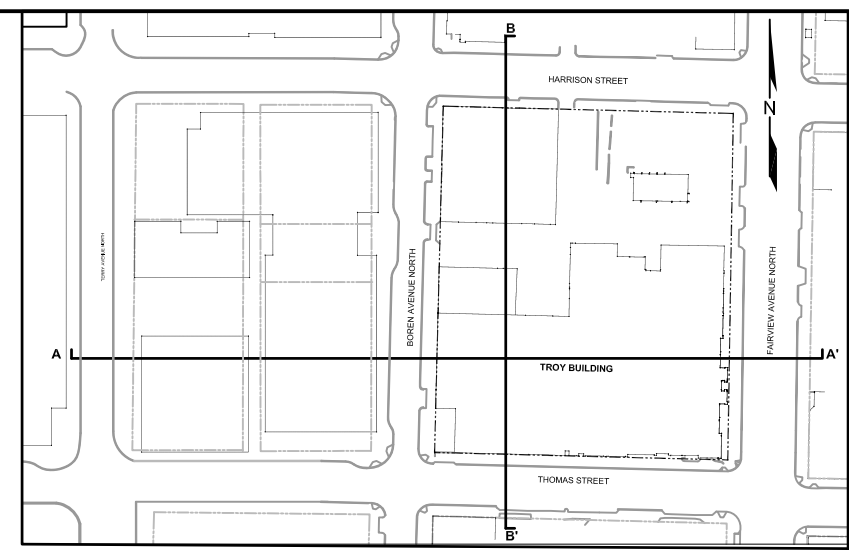 B
HARRISON STREET
N
TERRY AVENUE NORTH
BOREN AVENUE NORTH
FAIRVIEW AVENUE NORTH
A
A'
TROY BUILDING
THOMAS STREET
B'